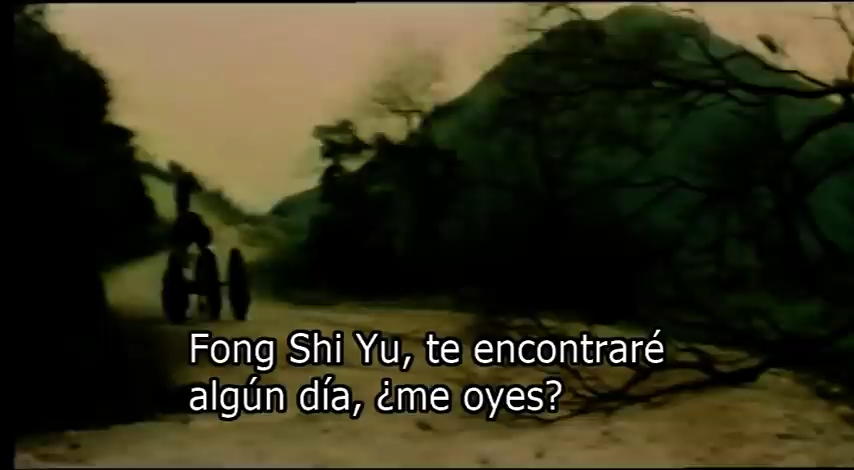 Fong Shi Yu, te encontraré
algún día, ¿me oyes?